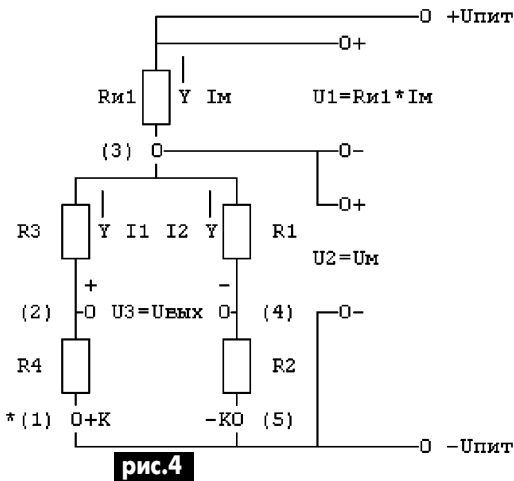 +Uпит
O+
Rи1 Y Iм U1=Rи1*Iм
(3) O O-
O+
R3 Y I1 I2 Y R1
U2=Uм
+ -
(2) O U3=Uвых O (4) O-
R4 R2
*(1) O+К -КO (5)
O -Uпит
рис.4